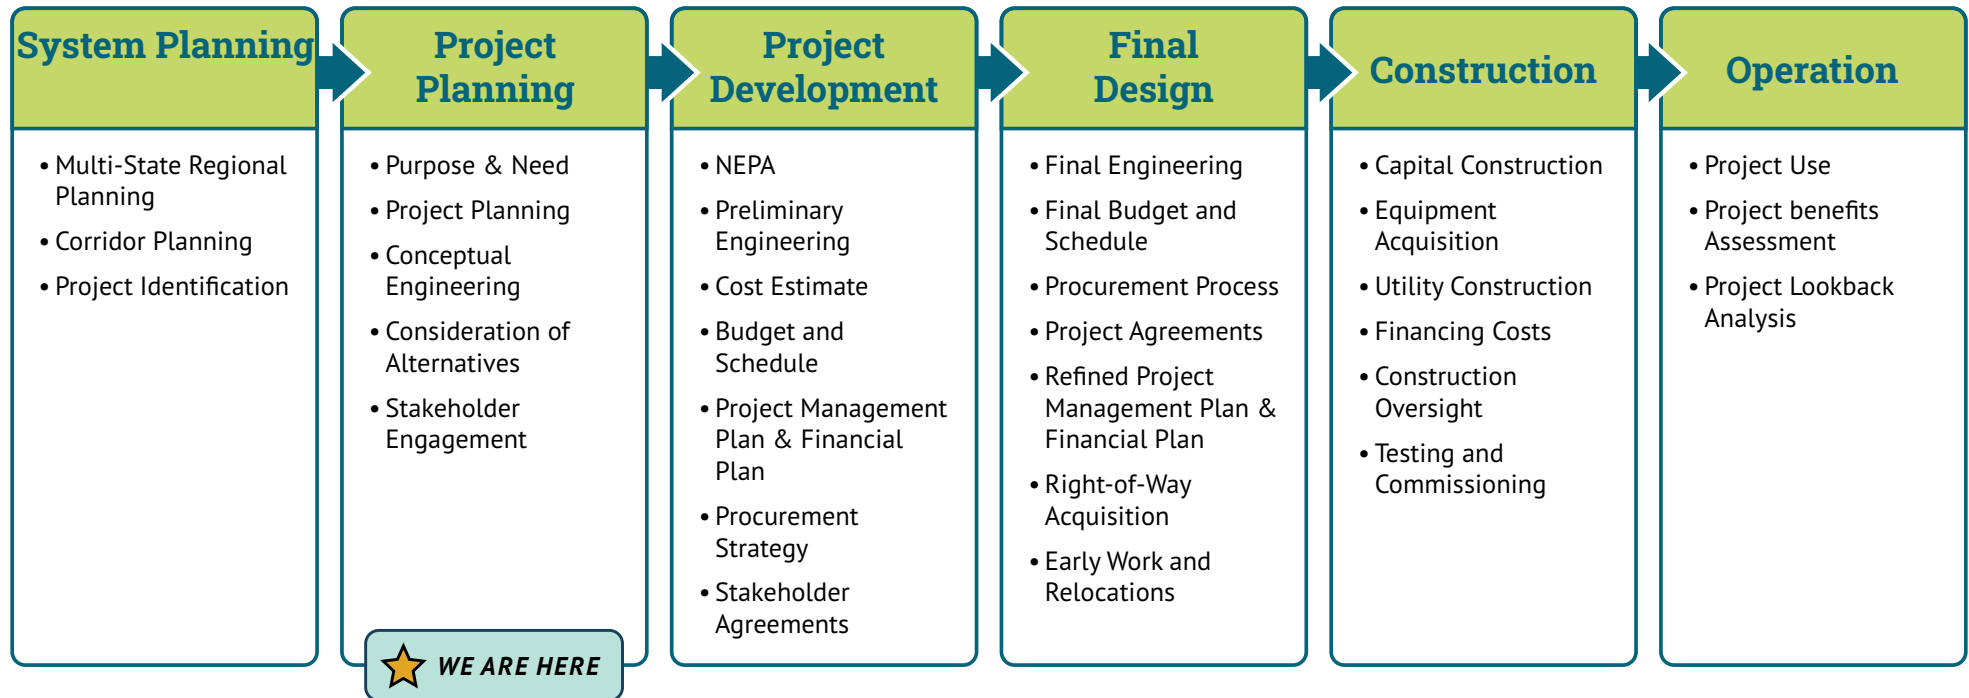 System Planning
• Multi-State Regional
Planning
• Corridor Planning
• Project Identification
Project
Planning
• Purpose & Need
• Project Planning
• Conceptual
Engineering
• Consideration of
Alternatives
• Stakeholder
Engagement
WE ARE HERE
Project
Development
• NEPA
• Preliminary
Engineering
• Cost Estimate
• Budget and
Schedule
• Project Management
Plan & Financial
Plan
• Procurement
Strategy
• Stakeholder
Agreements
Final
Design
• Final Engineering
• Final Budget and
Schedule
• Procurement Process
• Project Agreements
• Refined Project
Management Plan &
Financial Plan
• Right-of-Way
Acquisition
• Early Work and
Relocations
Construction
• Capital Construction
• Equipment
Acquisition
• Utility Construction
• Financing Costs
• Construction
Oversight
• Testing and
Commissioning
Operation
• Project Use
• Project benefits
Assessment
• Project Lookback
Analysis